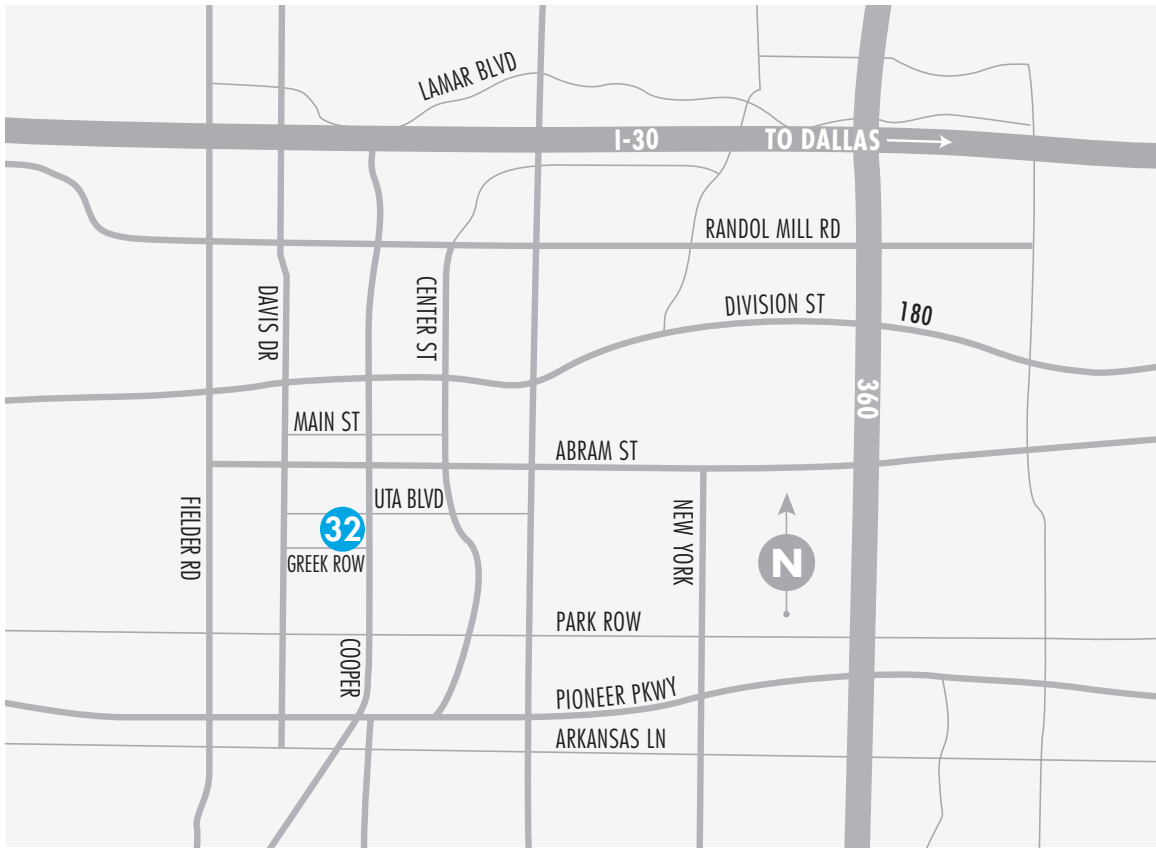 LAMAR BLVD
I-30
TO DALLAS
RANDOL MILL RD
DAVIS DR
CENTER ST
DIVISION ST
180
360
MAIN ST
ABRAM ST
UTA BLVD
FIELDER RD
32
NEW YORK
N
GREEK ROW
PARK ROW
COOPER
PIONEER PKWY
ARKANSAS LN